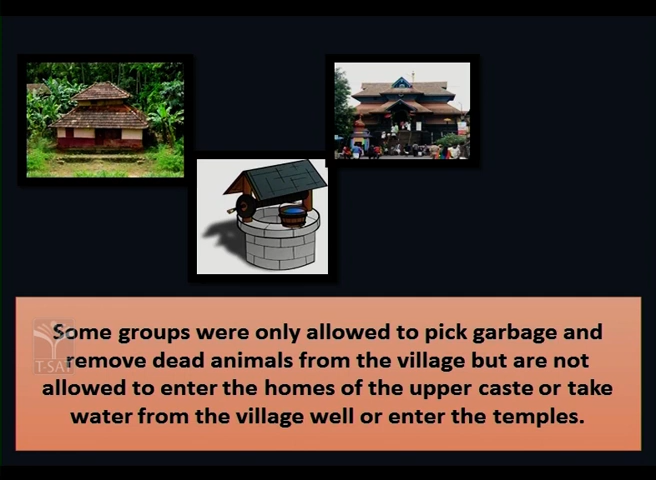 Some groups were only allowed to pick garbage and
remove dead animals from the village but are not
allowed to enter the homes of the upper caste or take
water from the village well or enter the temples.
T-SAT